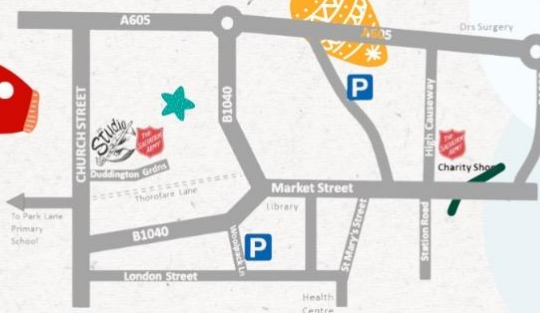 A605
A605
Drs Surgery
P
B1040
High Causeway
CHURCH STREET
Studio
THE SALVATION ARMY
Duddington Grdns
THE SALVATION ARMY
Charity Shop
Thorofare Lane
Market Street
To Park Lane
Primary
School
Library
B1040
P
St Mary's Street
Station Road
London Street
Health
Centre